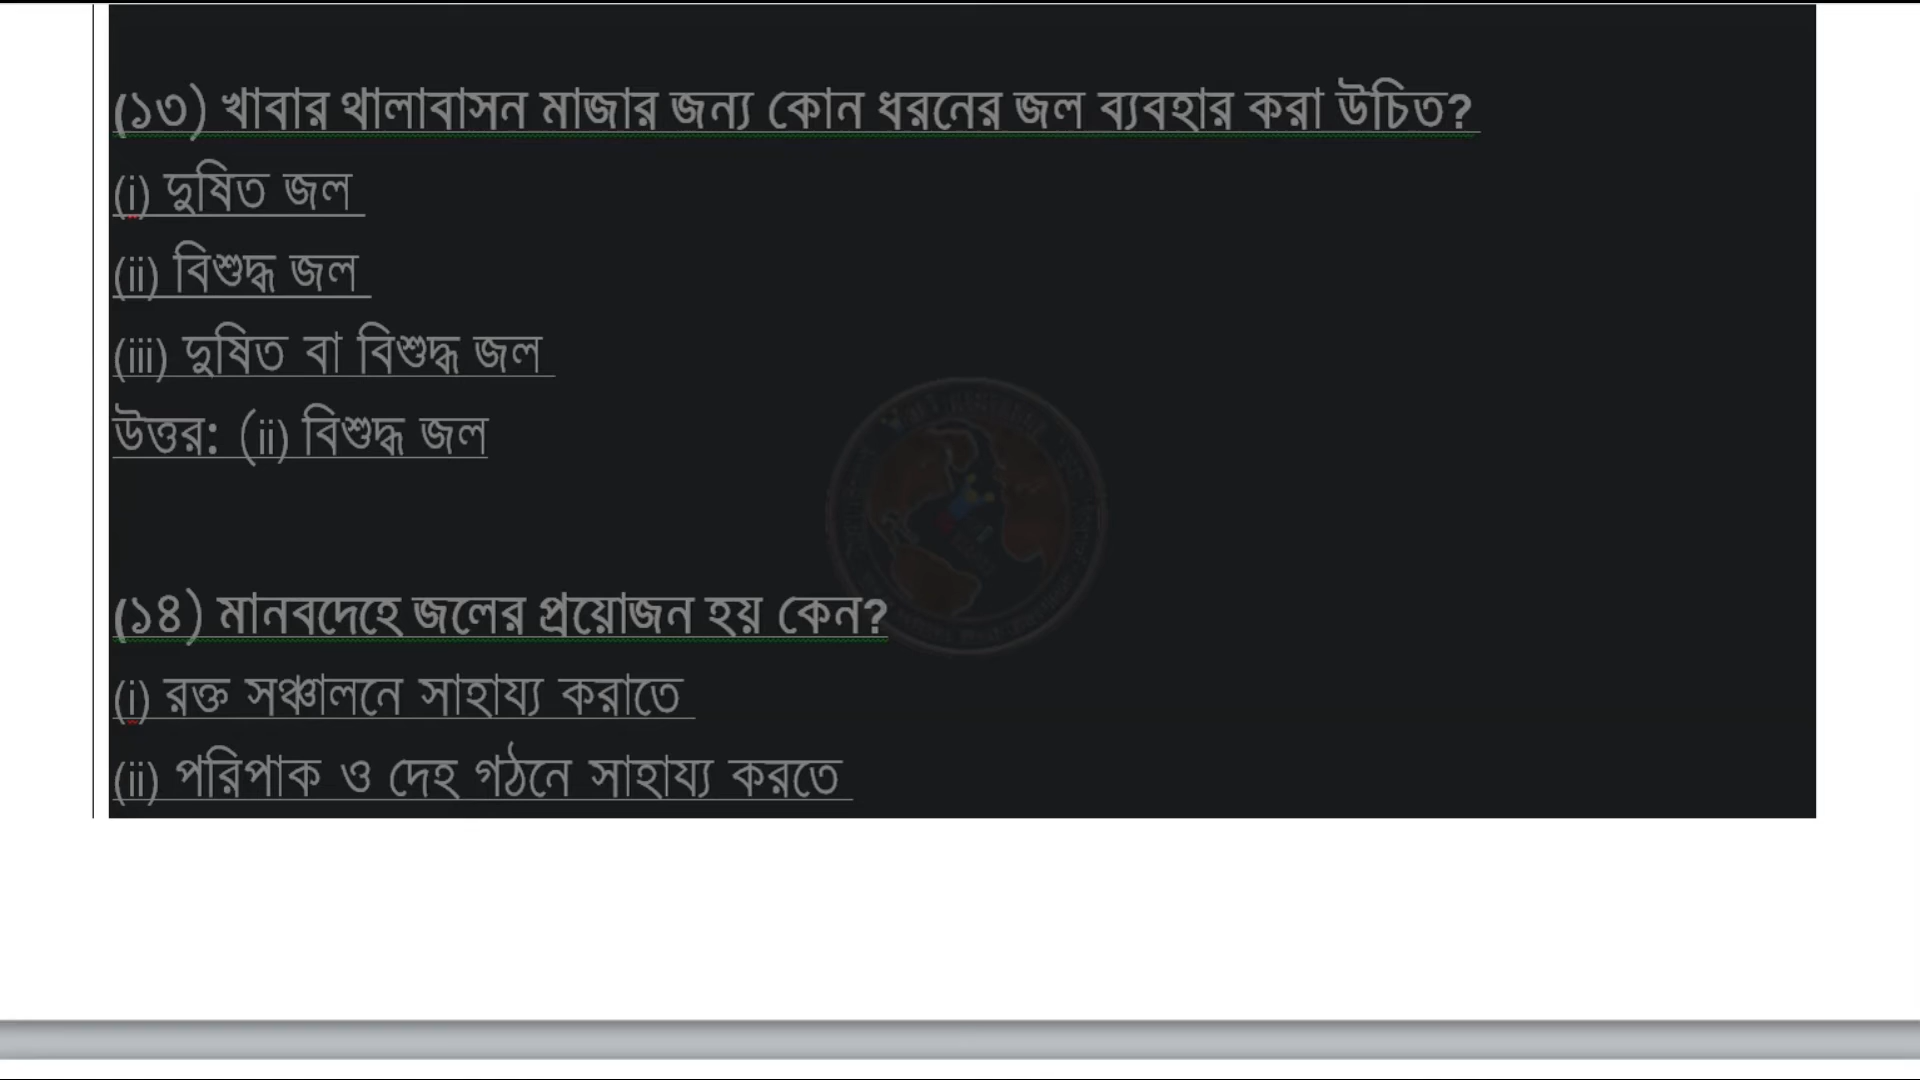 (১৩) খাবার থালাবাসন মাজার জন্য কোন ধরনের জল ব্যবহার করা উচিত?
(i) দুষিত জল
(ii) বিশুদ্ধ জল
(iii) দুষিত বা বিশুদ্ধ জল
উত্তর: (ii) বিশুদ্ধ জল
(১৪) মানবদেহে জলের প্রয়োজন হয় কেন?
(i) রক্ত সঞ্চালনে সাহায্য করাতে
(ii) পরিপাক ও দেহ গঠনে সাহায্য করতে